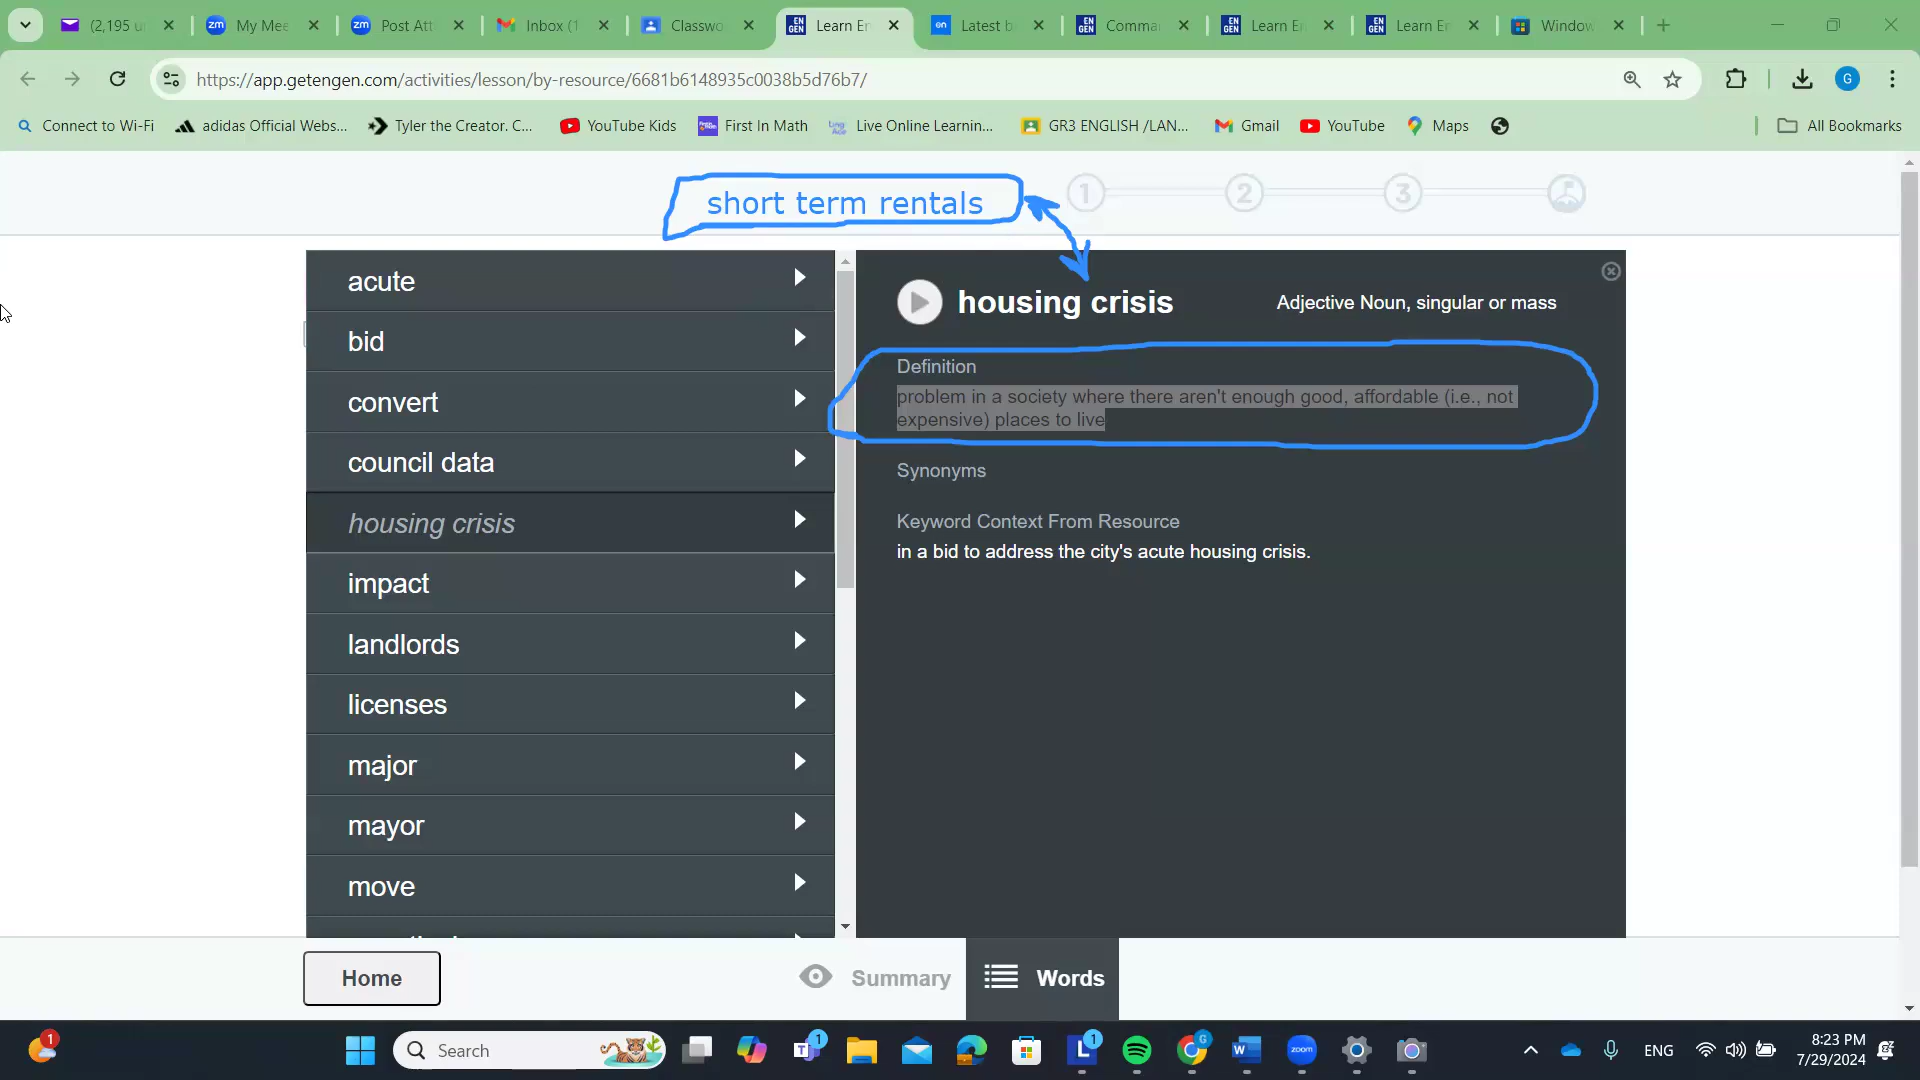 (2,195 u
My Mee
Post Att
Inbox (1
Classwo
Learn En
Latest b
Comma
Learn E
Learn E
Window
https://app.getengen.com/activities/lesson/by-resource/6681b6148935c0038b5d76b7/
G
Connect to Wi-Fi
adidas Official Webs...
Tyler the Creator. C...
YouTube Kids
First In Math
Live Online Learnin...
GR3 ENGLISH /LAN...
Gmail
YouTube
Maps
All Bookmarks
short term rentals
1
2
3
acute
bid
convert
council data
housing crisis
impact
landlords
licenses
major
mayor
move
housing crisis
Adjective Noun, singular or mass
Definition
problem in a society where there aren't enough good, affordable (i.e., not
expensive) places to live
Synonyms
Keyword Context From Resource
in a bid to address the city's acute housing crisis.
Home
Summary
Words
1
Search
1
1
G
zoom
ENG
8:23 PM
7/29/2024